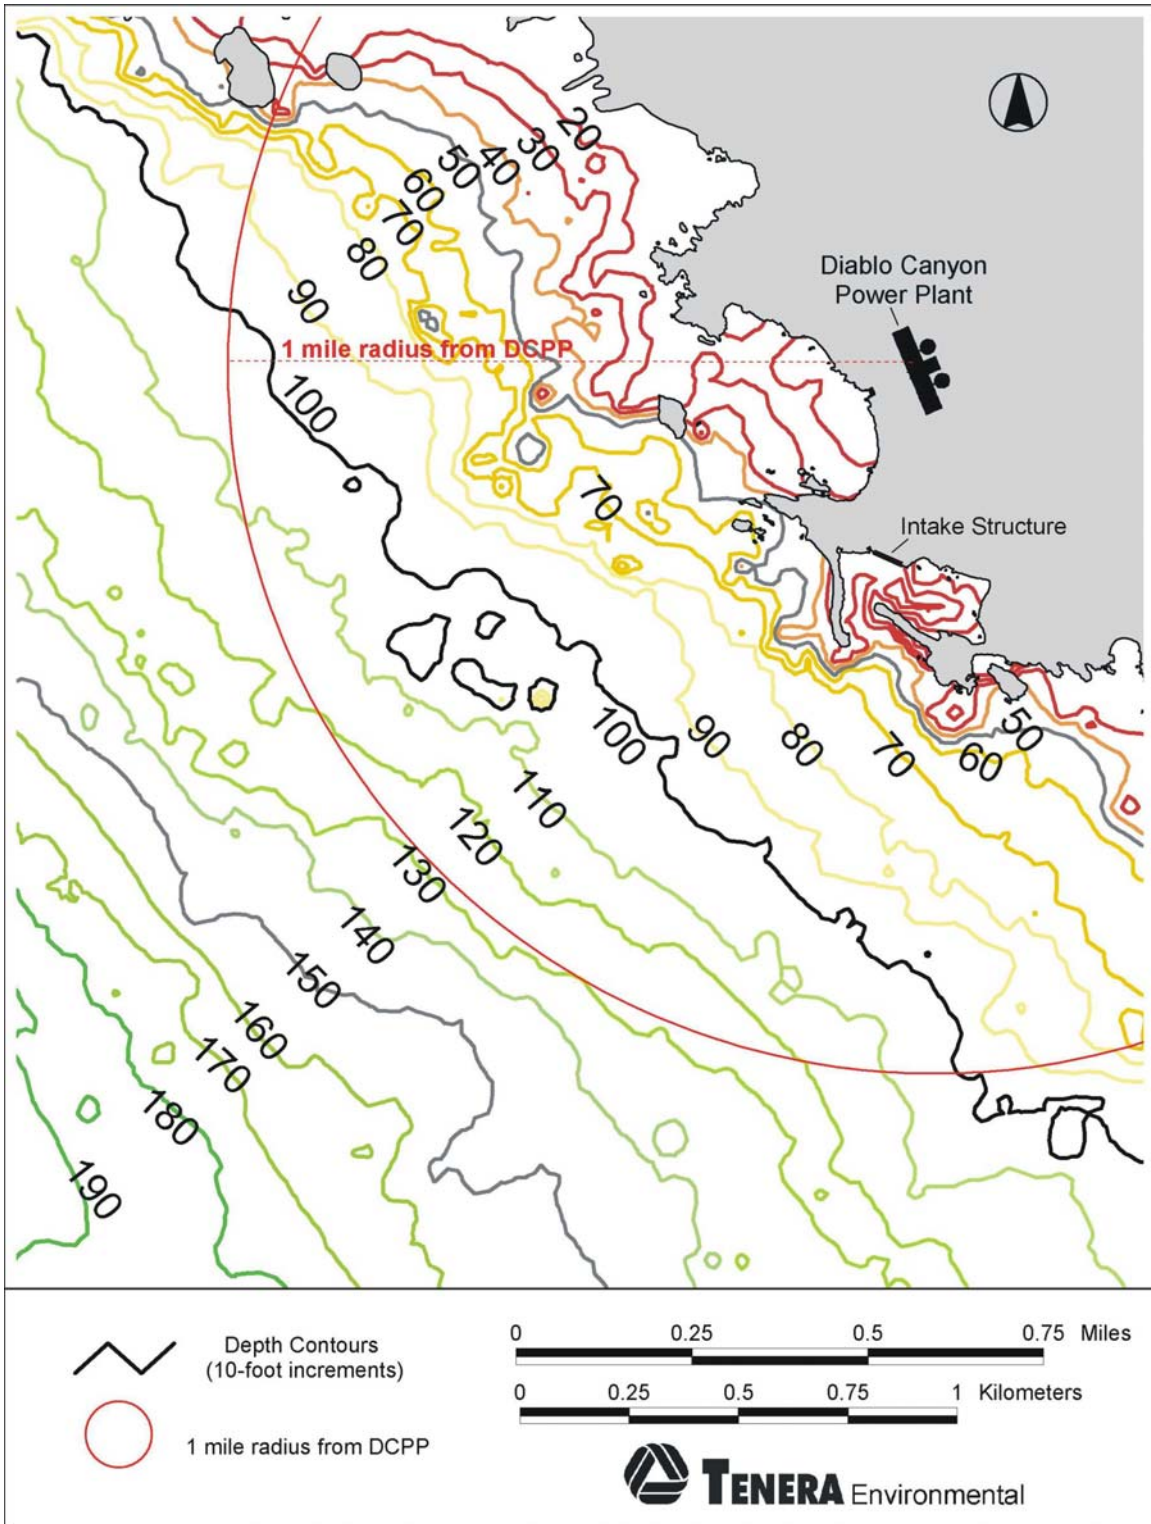 20
30
40
50
60
70
80
90
Diablo Canyon
Power Plant
1 mile radius from DCPP
100
70
Intake Structure
50
60
70
80
90
100
110
120
130
140
150
160
170
180
190
Depth Contours
(10-foot increments)
1 mile radius from DCPP
0 0.25 0.5 0.75 Miles
0 0.25 0.5 0.75 1 Kilometers
TENERA Environmental